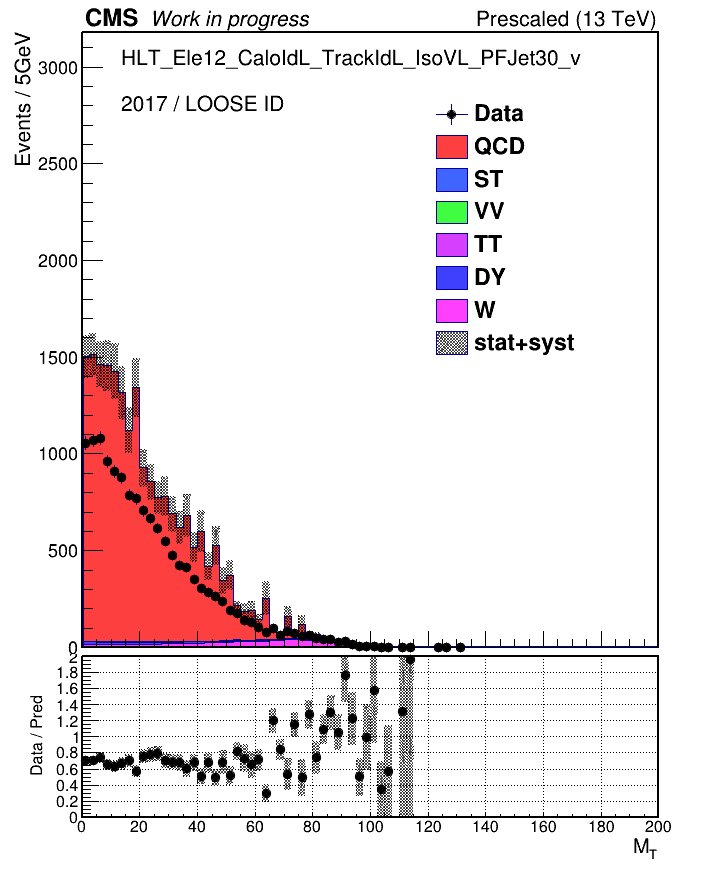 CMS Work in progress Prescaled (13 TeV)
HLT_Ele12_CaloIdL_TrackIdL_IsoVL_PFJet30_v
2017 / LOOSE ID
Events / 5GeV
3000
2500
2000
1500
1000
500
0
Data
QCD
ST
VV
TT
DY
W
stat+syst
Data / Pred
2
1.8
1.6
1.4
1.2
1
0.8
0.6
0.4
0.2
0
0 20 40 60 80 100 120 140 160 180 200
M_T